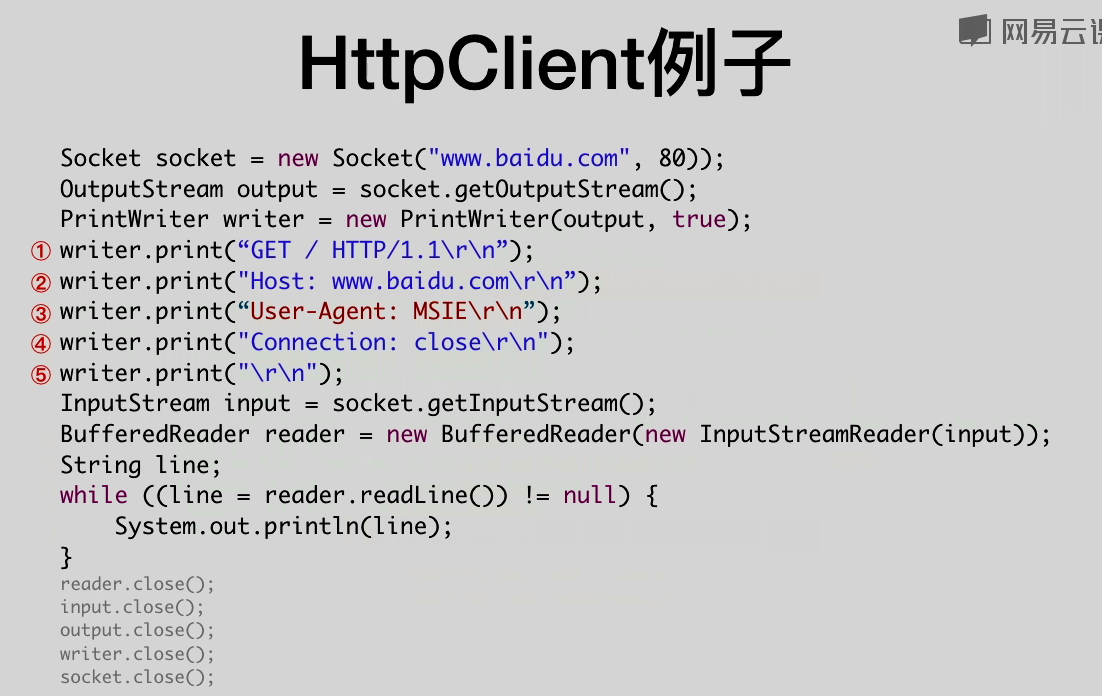 网易云课
HttpClient例子
Socket socket = new Socket("www.baidu.com", 80));
OutputStream output = socket.getOutputStream();
PrintWriter writer = new PrintWriter(output, true);
① writer.print(“GET / HTTP/1.1\r\n”);
② writer.print("Host: www.baidu.com\r\n”);
③ writer.print(“User-Agent: MSIE\r\n”);
④ writer.print("Connection: close\r\n");
⑤ writer.print("\r\n");
InputStream input = socket.getInputStream();
BufferedReader reader = new BufferedReader(new InputStreamReader(input));
String line;
while ((line = reader.readLine()) != null) {
    System.out.println(line);
}
reader.close();
input.close();
output.close();
writer.close();
socket.close();